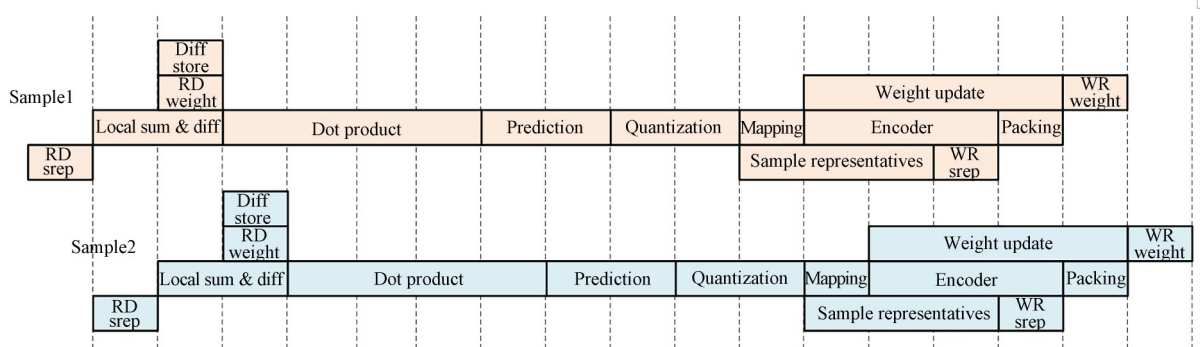 Diff
store
Sample1
RD
weight
Weight update
WR
weight
Local sum & diff
Dot product
Prediction
Quantization
Mapping
Encoder
Packing
RD
srep
Sample representatives
WR
srep
Diff
store
Sample2
RD
weight
Weight update
WR
weight
Local sum & diff
Dot product
Prediction
Quantization
Mapping
Encoder
Packing
RD
srep
Sample representatives
WR
srep